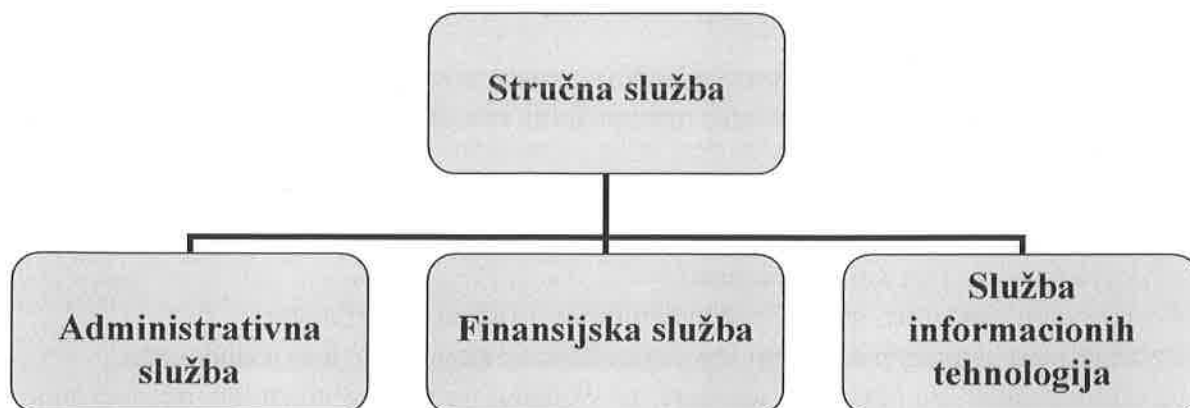 Stručna služba
Administrativna
služba
Finansijska služba
Služba
informacionih
tehnologija